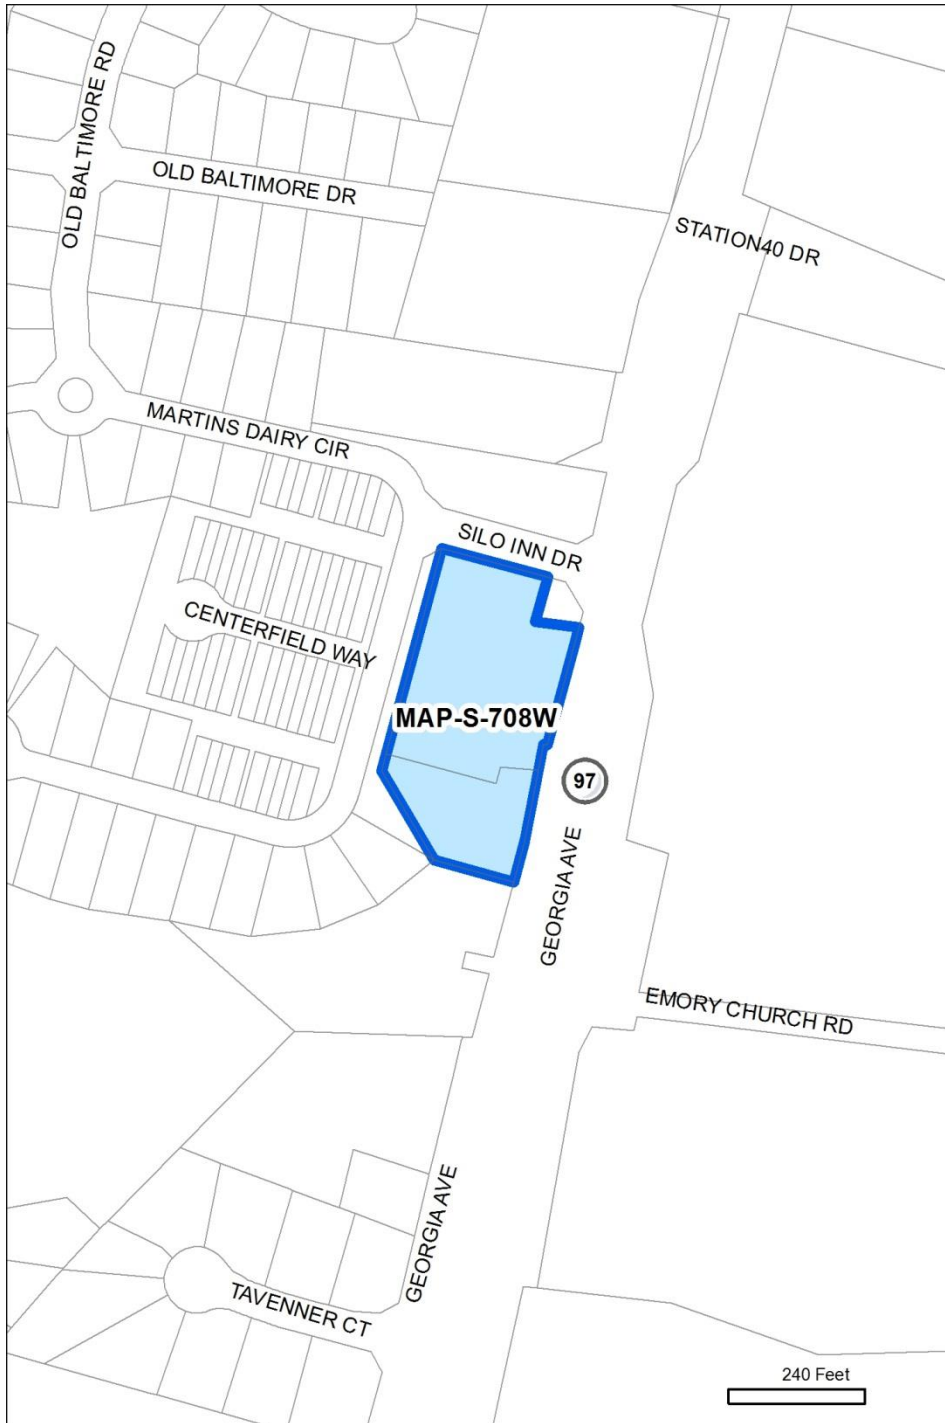 OLD BALTIMORE RD
OLD BALTIMORE DR
STATION40 DR
MARTINS DAIRY CIR
SILO INN DR
CENTERFIELD WAY
MAP-S-708W
97
GEORGIA AVE
EMORY CHURCH RD
GEORGIA AVE
TAVENNER CT
240 Feet